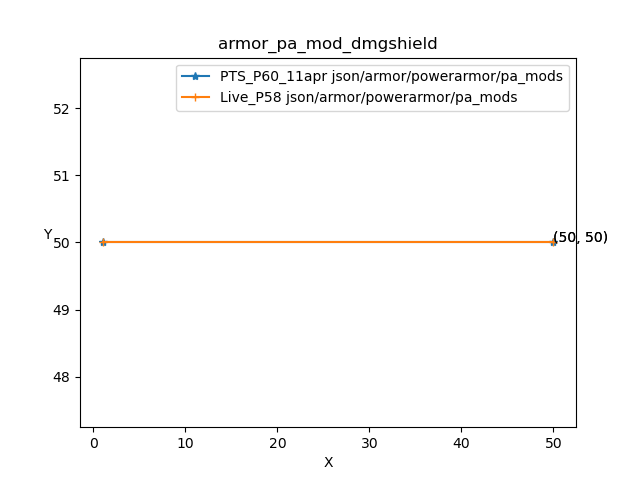 armor_pa_mod_dmgshield
PTS_P60_11apr json/armor/powerarmor/pa_mods
Live_P58 json/armor/powerarmor/pa_mods
52
51
Y
50
(50, 50)
49
48
0 10 20 30 40 50
X